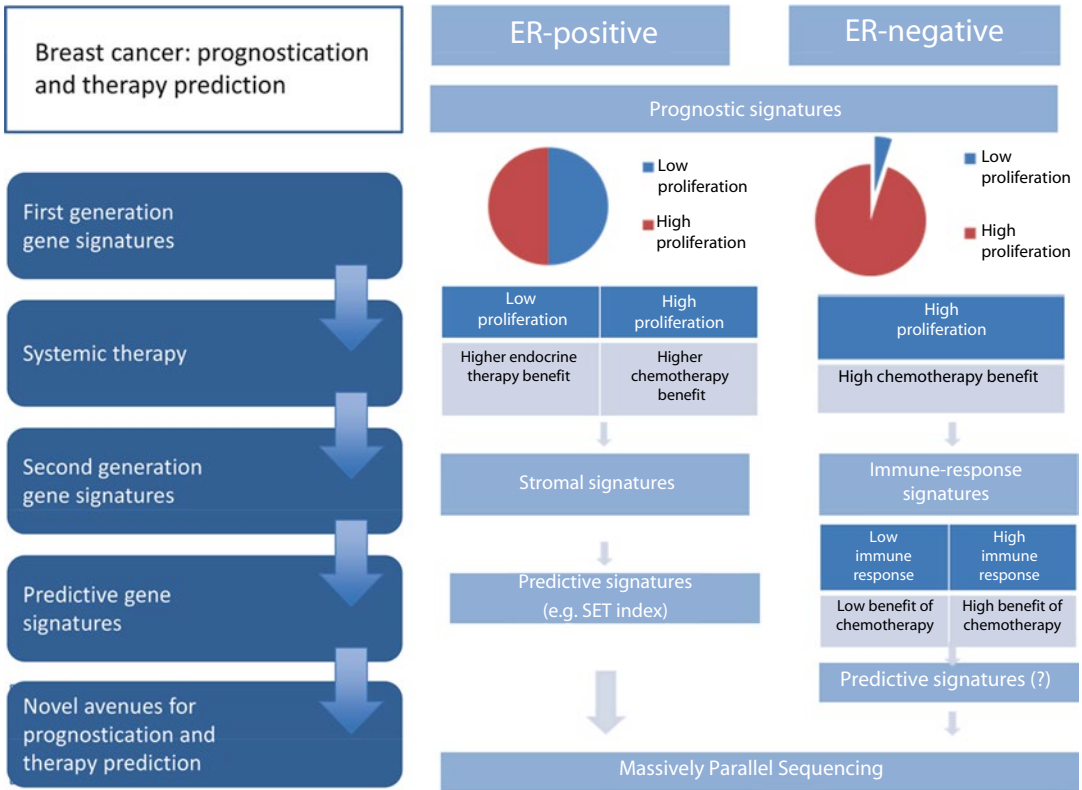 Breast cancer: prognostication
and therapy prediction
First generation
gene signatures
Systemic therapy
Second generation
gene signatures
Predictive gene
signatures
Novel avenues for
prognostication and
therapy prediction
ER-positive
ER-negative
Prognostic signatures
Low
proliferation
High
proliferation
Low
proliferation
High
proliferation
Low
proliferation
High
proliferation
Higher endocrine
therapy benefit
Higher
chemotherapy
benefit
High
proliferation
High chemotherapy benefit
Stromal signatures
Immune-response
signatures
Low
immune
response
High
immune
response
Low benefit of
chemotherapy
High benefit of
chemotherapy
Predictive signatures
(e.g. SET index)
Predictive signatures (?)
Massively Parallel Sequencing